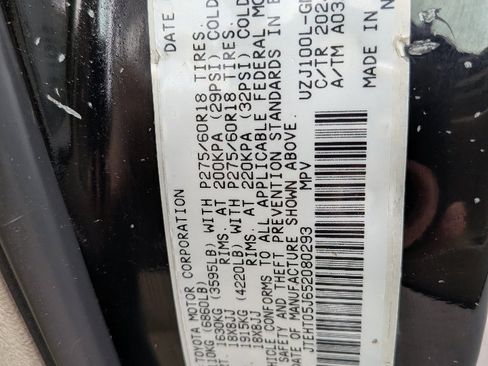 DATE
TOYOTA MOTOR CORPORATION
10KG (6860LB)
1630KG (3595LB) WITH P275/60R18 TIRES,
18X8JJ RIMS, AT 200KPA (29PSI) COLD
1915KG (4220LB) WITH P275/60R18 TIRES,
18X8JJ RIMS, AT 220KPA (32PSI) COLD
VEHICLE CONFORMS TO ALL APPLICABLE FEDERAL MO
SAFETY AND THEFT PREVENTION STANDARDS IN E
DATE OF MANUFACTURE SHOWN ABOVE.
JTEHT05J652080293 MPV
UZJ100L-G
C/TR 202
A/TM A03
MADE IN